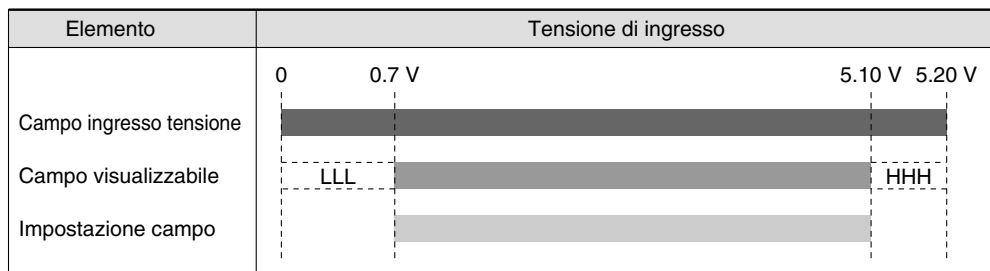 Elemento Tensione di ingresso
0 0.7 V 5.10 V 5.20 V
Campo ingresso tensione
Campo visualizzabile LLL HHH
Impostazione campo